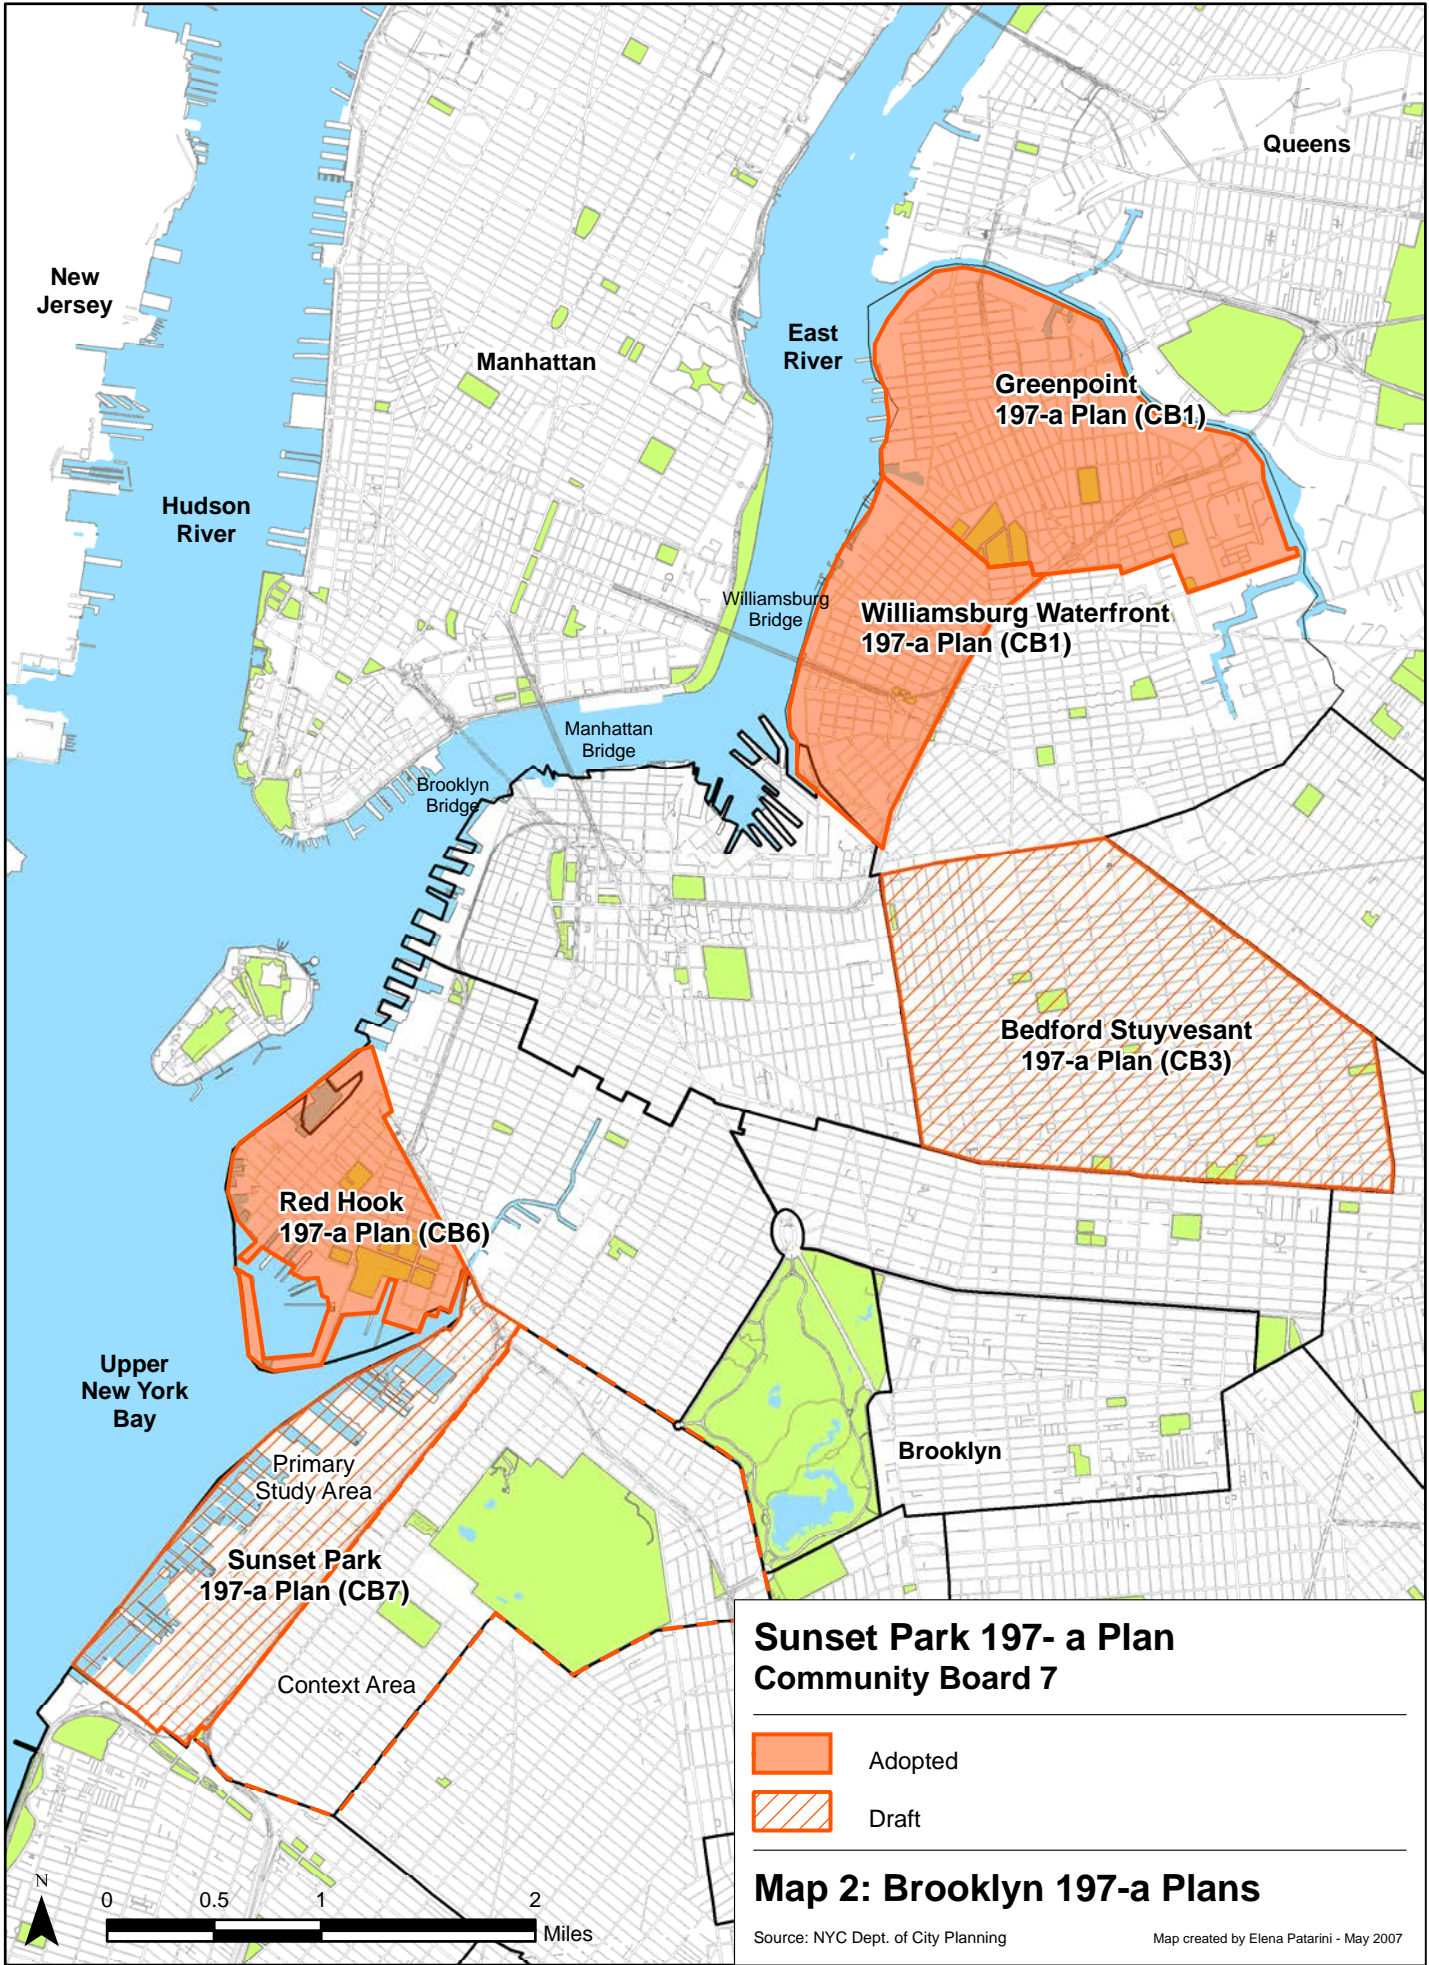 Queens
New
Jersey
East
River
Manhattan
Greenpoint
197-a Plan (CB1)
Hudson
River
Williamsburg
Bridge
Williamsburg Waterfront
197-a Plan (CB1)
Manhattan
Bridge
Brooklyn
Bridge
Bedford Stuyvesant
197-a Plan (CB3)
Red Hook
197-a Plan (CB6)
Upper
New York
Bay
Brooklyn
Primary
Study Area
Sunset Park
197-a Plan (CB7)
Context Area
Sunset Park 197- a Plan
Community Board 7
Adopted
Draft
Map 2: Brooklyn 197-a Plans
Source: NYC Dept. of City Planning
Map created by Elena Patarini - May 2007
N
0 0.5 1 2
Miles